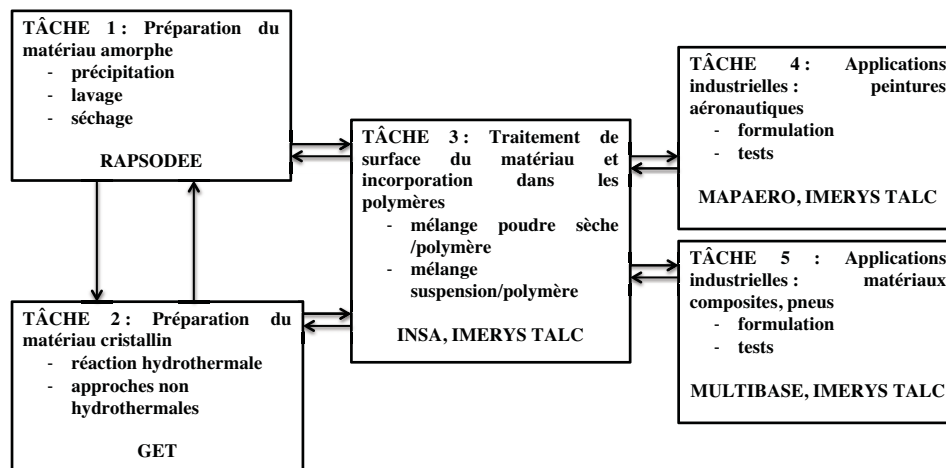 TÂCHE 1 : Préparation du
matériau amorphe
- précipitation
- lavage
- séchage
RAPSODEE
TÂCHE 2 : Préparation du
matériau cristallin
- réaction hydrothermale
- approches non
hydrothermales
GET
TÂCHE 3 : Traitement de
surface du matériau et
incorporation dans les
polymères
- mélange poudre sèche
/polymère
- mélange
suspension/polymère
INSA, IMERYS TALC
TÂCHE 4 : Applications
industrielles : peintures
aéronautiques
- formulation
- tests
MAPAERO, IMERYS TALC
TÂCHE 5 : Applications
industrielles : matériaux
composites, pneus
- formulation
- tests
MULTIBASE, IMERYS TALC